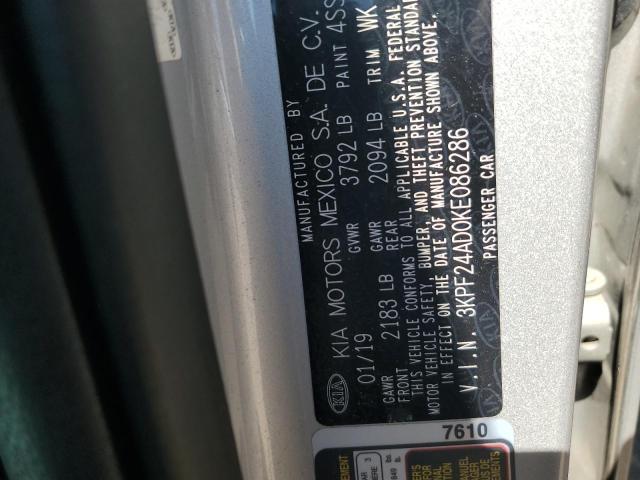 MANUFACTURED BY
KIA KIA MOTORS MEXICO S.A. DE C.V.
01/19 GVWR 3792 LB PAINT
GAWR FRONT 2183 LB GAWR REAR 2094 LB TRIM WK
THIS VEHICLE CONFORMS TO ALL APPLICABLE U.S.A. FEDERAL
MOTOR VEHICLE SAFETY, BUMPER, AND THEFT PREVENTION STANDAR
IN EFFECT ON THE DATE OF MANUFACTURE SHOWN ABOVE.
V.I.N. 3KPF24AD0KE086286
PASSENGER CAR
7610